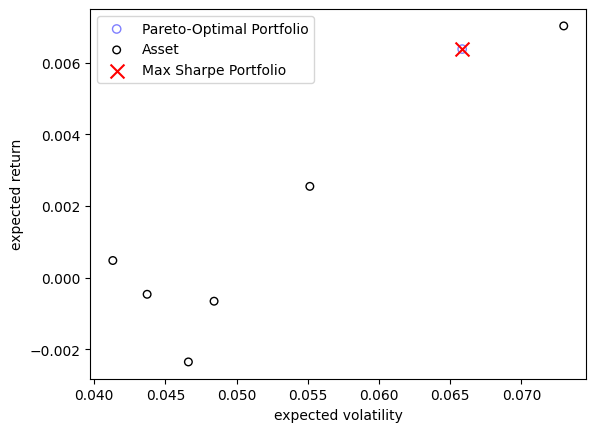 Pareto-Optimal Portfolio
Asset
Max Sharpe Portfolio
0.006
0.004
0.002
0.000
−0.002
expected return
0.040 0.045 0.050 0.055 0.060 0.065 0.070
expected volatility